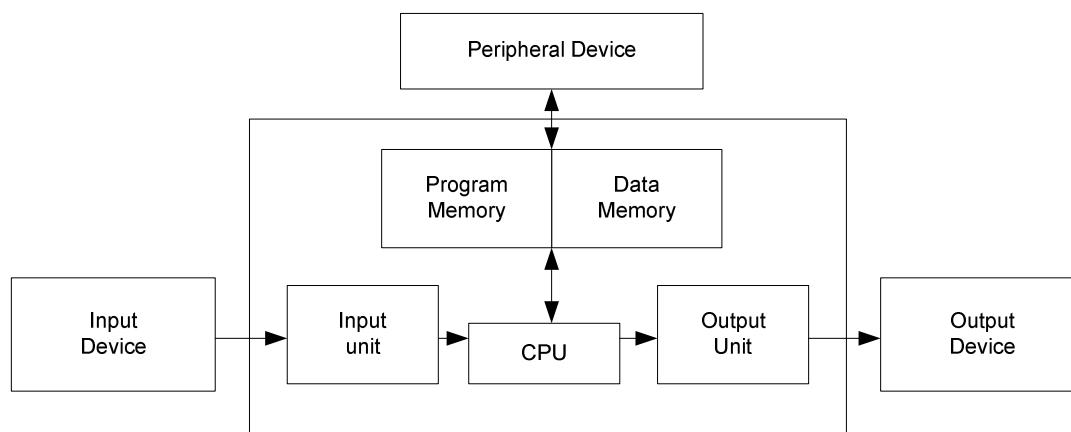 Peripheral Device
Program
Memory
Data
Memory
Input
Device
Input
unit
CPU
Output
Unit
Output
Device